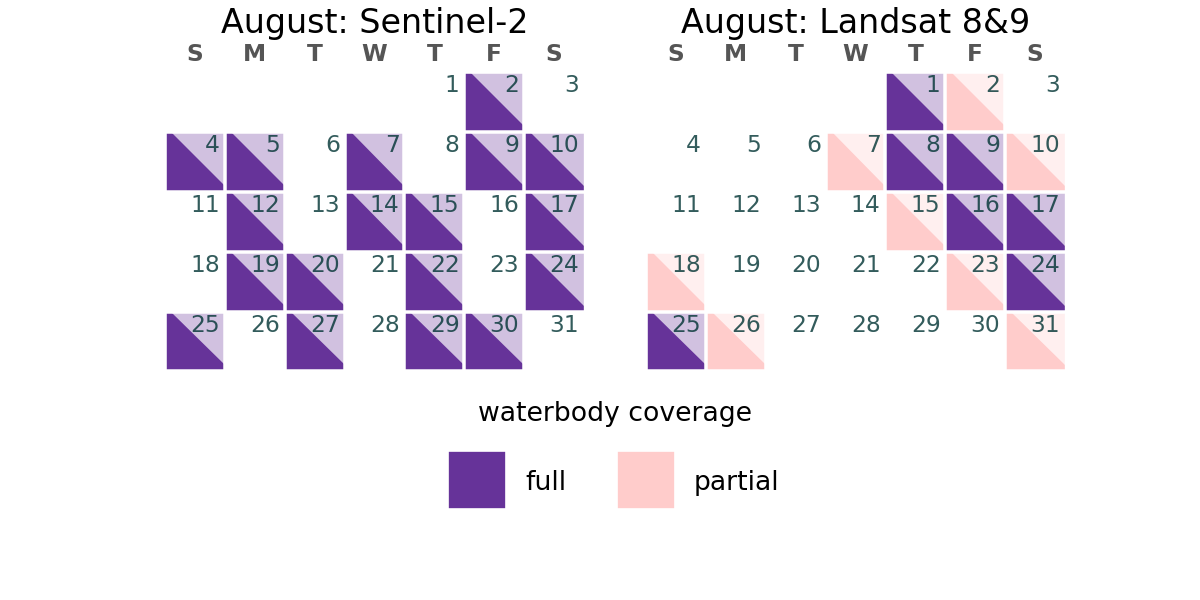 August: Sentinel-2
S M T W T F S
1 2 3
4 5 6 7 8 9 10
11 12 13 14 15 16 17
18 19 20 21 22 23 24
25 26 27 28 29 30 31
August: Landsat 8&9
S M T W T F S
1 2 3
4 5 6 7 8 9 10
11 12 13 14 15 16 17
18 19 20 21 22 23 24
25 26 27 28 29 30 31
waterbody coverage
full
partial